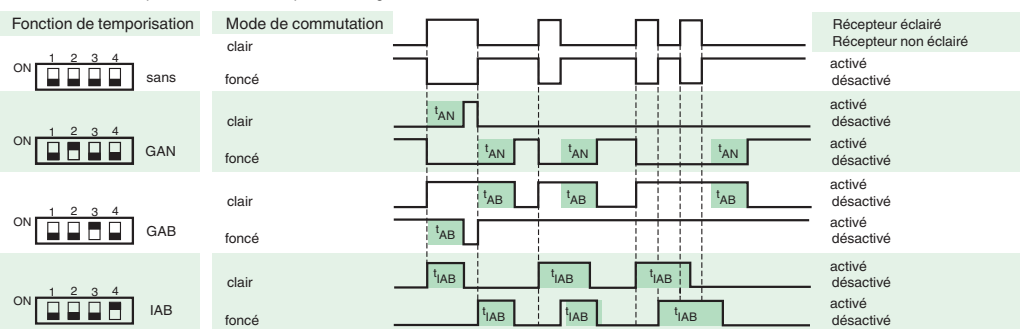 Fonction de temporisation Mode de commutation Récepteur éclairé
clair Récepteur non éclairé
ON 1 2 3 4 sans foncé activé
désactivé
clair tAN activé
désactivé
ON 1 2 3 4 GAN foncé tAN tAN tAN activé
désactivé
clair tAB tAB tAB activé
désactivé
ON 1 2 3 4 GAB foncé tAB activé
désactivé
clair tIAB tIAB tIAB activé
désactivé
ON 1 2 3 4 IAB foncé tIAB tIAB tIAB activé
désactivé